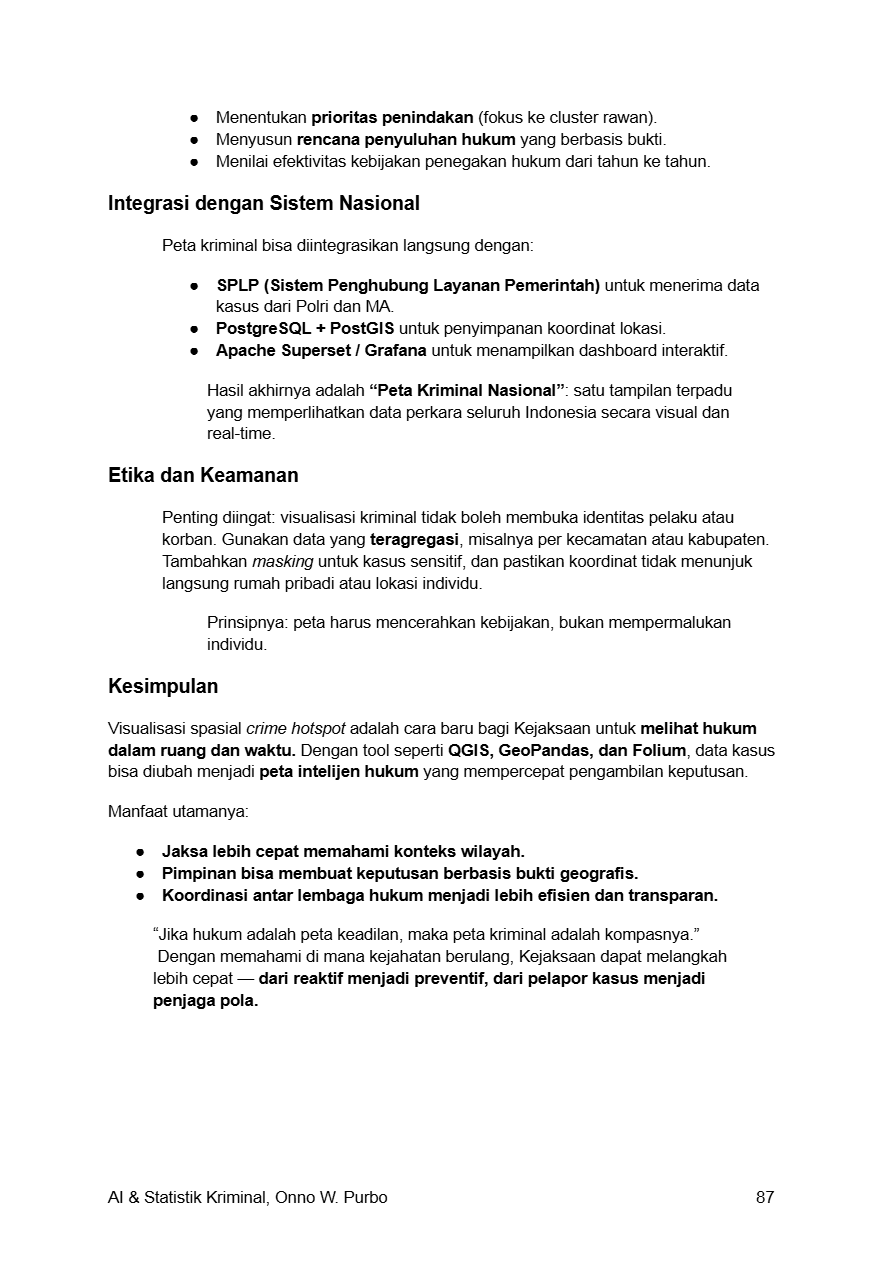 ● Menentukan prioritas penindakan (fokus ke cluster rawan).
● Menyusun rencana penyuluhan hukum yang berbasis bukti.
● Menilai efektivitas kebijakan penegakan hukum dari tahun ke tahun.
Integrasi dengan Sistem Nasional
Peta kriminal bisa diintegrasikan langsung dengan:
● SPLP (Sistem Penghubung Layanan Pemerintah) untuk menerima data
kasus dari Polri dan MA.
● PostgreSQL + PostGIS untuk penyimpanan koordinat lokasi.
● Apache Superset / Grafana untuk menampilkan dashboard interaktif.
Hasil akhirnya adalah “Peta Kriminal Nasional”: satu tampilan terpadu
yang memperlihatkan data perkara seluruh Indonesia secara visual dan
real-time.
Etika dan Keamanan
Penting diingat: visualisasi kriminal tidak boleh membuka identitas pelaku atau
korban. Gunakan data yang teragregasi, misalnya per kecamatan atau kabupaten.
Tambahkan masking untuk kasus sensitif, dan pastikan koordinat tidak menunjuk
langsung rumah pribadi atau lokasi individu.
Prinsipnya: peta harus mencerahkan kebijakan, bukan mempermalukan
individu.
Kesimpulan
Visualisasi spasial crime hotspot adalah cara baru bagi Kejaksaan untuk melihat hukum
dalam ruang dan waktu. Dengan tool seperti QGIS, GeoPandas, dan Folium, data kasus
bisa diubah menjadi peta intelijen hukum yang mempercepat pengambilan keputusan.
Manfaat utamanya:
● Jaksa lebih cepat memahami konteks wilayah.
● Pimpinan bisa membuat keputusan berbasis bukti geografis.
● Koordinasi antar lembaga hukum menjadi lebih efisien dan transparan.
“Jika hukum adalah peta keadilan, maka peta kriminal adalah kompasnya.”
Dengan memahami di mana kejahatan berulang, Kejaksaan dapat melangkah
lebih cepat — dari reaktif menjadi preventif, dari pelapor kasus menjadi
penjaga pola.
AI & Statistik Kriminal, Onno W. Purbo 87